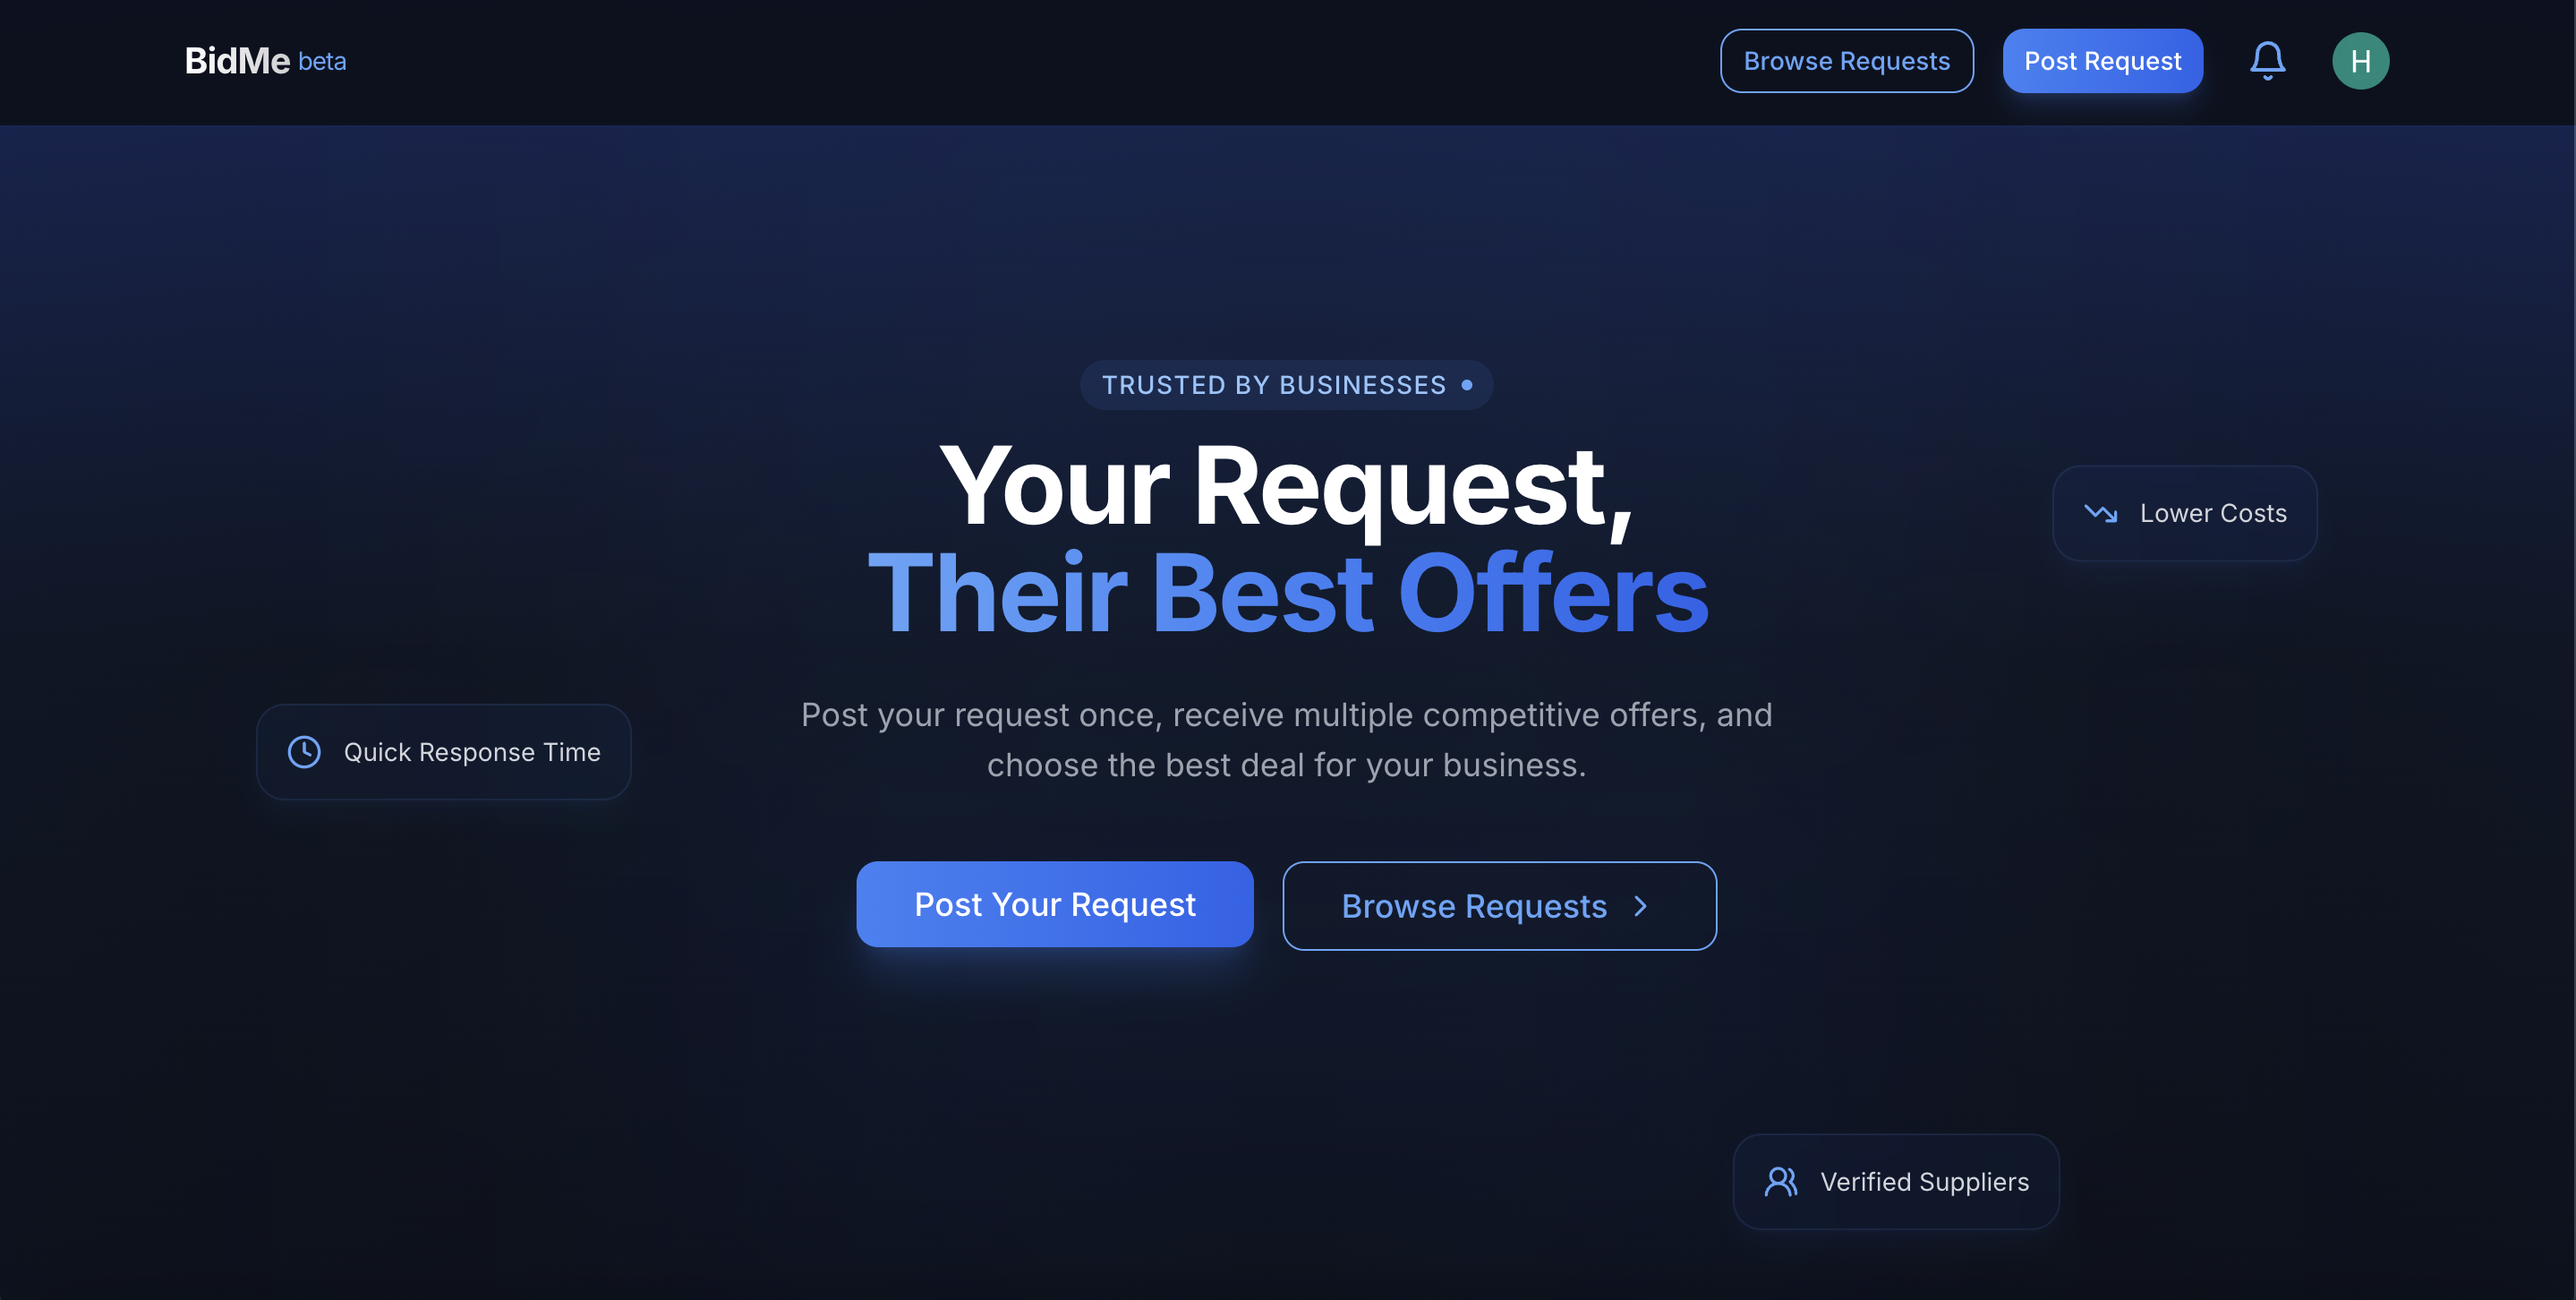 BidMe beta
Browse Requests
Post Request
H
TRUSTED BY BUSINESSES
Your Request,
Their Best Offers
Lower Costs
Post your request once, receive multiple competitive offers, and
choose the best deal for your business.
Quick Response Time
Post Your Request
Browse Requests
Verified Suppliers